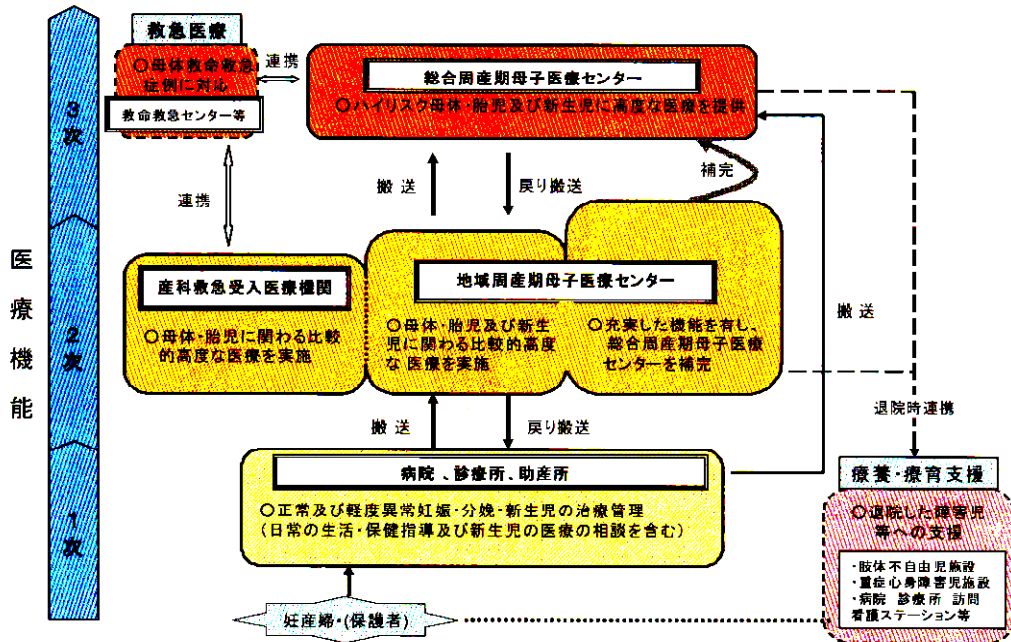 救急医療
○母体救命救急
症例に対応
救命救急センター等
連携
総合周産期母子医療センター
○ハイリスク母体・胎児及び新生児に高度な医療を提供
3次
連携
搬送
戻り搬送
補完
医療機能
2次
産科救急受入医療機関
○母体・胎児に関わる比較
的高度な医療を実施
地域周産期母子医療センター
○母体・胎児及び新生
児に関わる比較的高度
な 医療を実施
○充実した機能を有し、
総合周産期母子医療
センターを補完
搬送
搬送
戻り搬送
退院時連携
1次
病院 、診療所、助産所
○正常及び軽度異常妊娠・分娩・新生児の治療管理
(日常の生活・保健指導及び新生児の医療の相談を含む)
療養・療育支援
○退院した障害児
等への支援
・肢体不自由児施設
・重症心身障害児施設
・病院 診療所 訪問
看護ステーション等
妊産婦・(保護者)